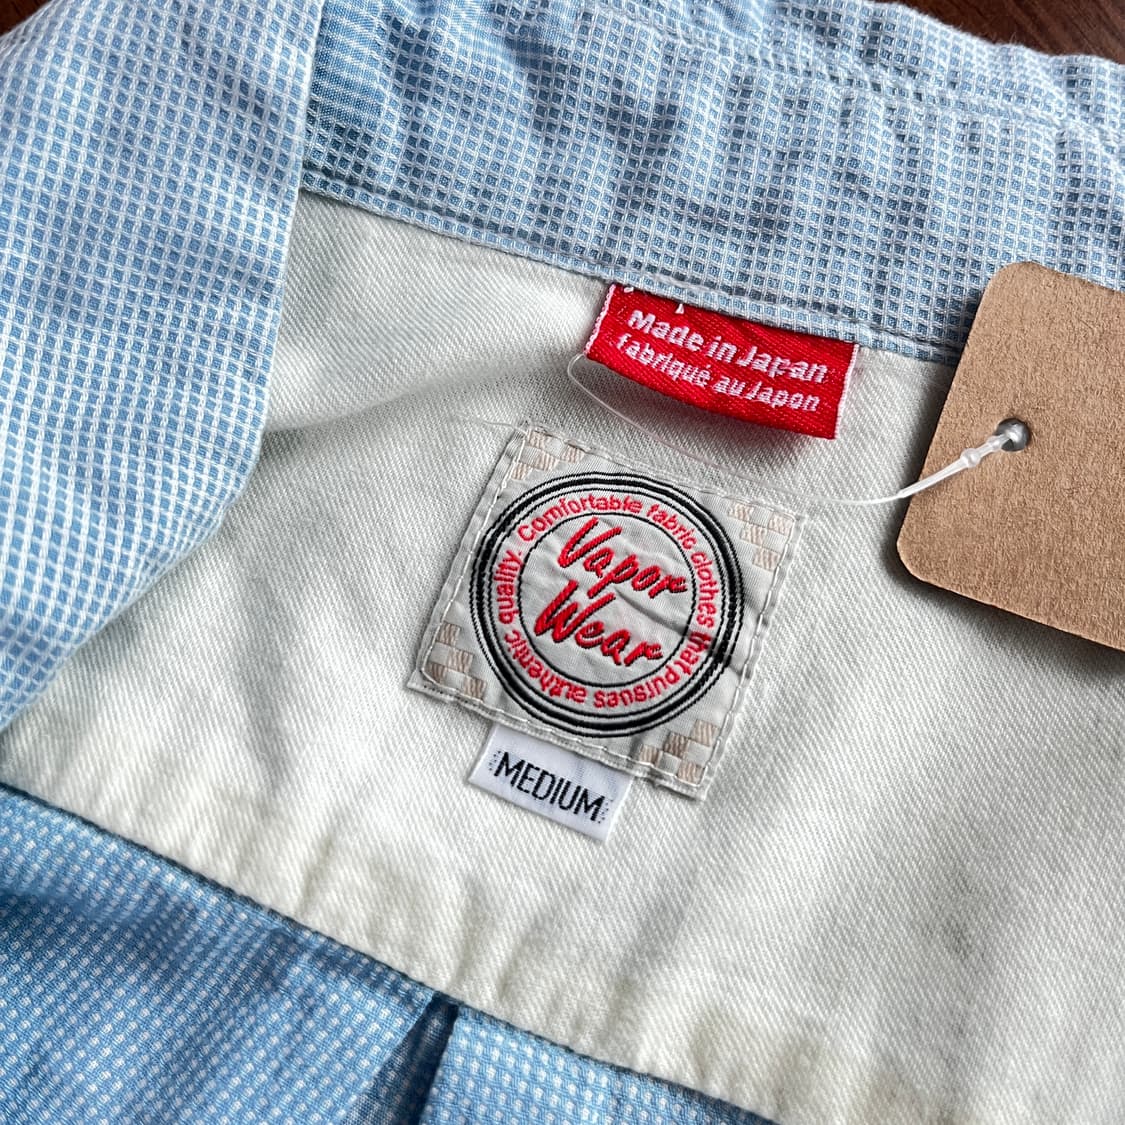 Made in Japan
fabriqué au Japon
Comfortable fabric clothes that pursues authentic quality.
Vapor
Wear
MEDIUM